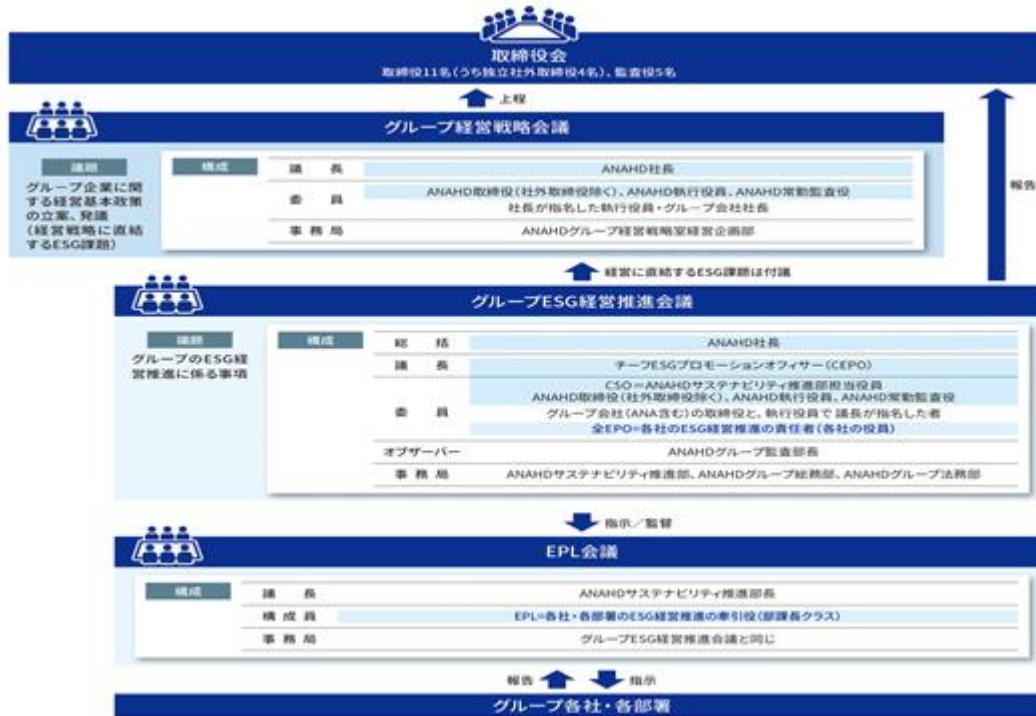 取締役会
取締役11名(うち独立社外取締役4名)、監査役5名
上程
グループ経営戦略会議
報告
議題
グループ企業に関
する経営基本政策
の立案、発議
(経営戦略に直結
するESG課題)
構成
議長 ANAHD社長
委員 ANAHD取締役(社外取締役除く)、ANAHD執行役員、ANAHD常勤監査役
社長が指名した執行役員・グループ会社社長
事務局 ANAHDグループ経営戦略室経営企画部
経営に直結するESG課題は付議
グループESG経営推進会議
議題
グループのESG経
営推進に係る事項
構成
総括 ANAHD社長
議長 チーフESGプロモーションオフィサー(CEPO)
CSO=ANAHDサステナビリティ推進部担当役員
ANAHD取締役(社外取締役除く)、ANAHD執行役員、ANAHD常勤監査役
委員 グループ会社(ANA含む)の取締役と、執行役員で議長が指名した者
全EPO=各社のESG経営推進の責任者(各社の役員)
オブザーバー ANAHDグループ監査部長
事務局 ANAHDサステナビリティ推進部、ANAHDグループ総務部、ANAHDグループ法務部
指示/監督
EPL会議
構成
議長 ANAHDサステナビリティ推進部長
構成員 EPL=各社・各部署のESG経営推進の牽引役(部課長クラス)
事務局 グループESG経営推進会議と同じ
報告 指示
グループ各社・各部署